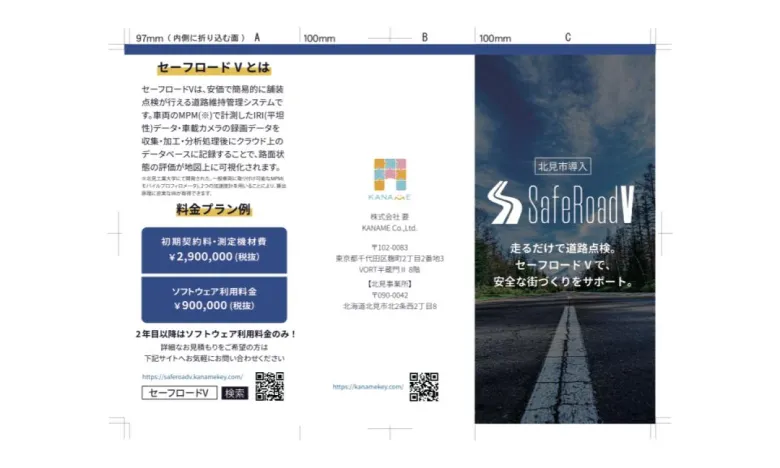 97mm（内側に折り込む面） A
100mm
B
100mm
C
セーフロードVとは
セーフロードVは、安価で簡易的に舗装
点検が行える道路維持管理システムで
す。車両のMPM(※)で計測したIRI(平坦
性)データ・車載カメラの録画データを
収集・加工・分析処理後にクラウド上の
データベースに記録することで、路面状
態の評価が地図上に可視化されます。
料金プラン例
初期契約料・測定機材費
¥2,900,000(税抜)
ソフトウェア利用料金
¥900,000(税抜)
2年目以降はソフトウェア利用料金のみ！
詳細なお見積もりをご希望の方は
下記サイトへお気軽にお問い合わせください
https://saferoadv.kanamekey.com/
セーフロードV 検索
KANAME
株式会社 要
KANAME Co.,Ltd.
〒102-0083
東京都千代田区麹町2丁目2番地3
VORT半蔵門Ⅱ 8階
【北見事業所】
〒090-0042
北海道北見市北2条西2丁目8
https://kanamekey.com/
北見市導入
SafeRoadV
走るだけで道路点検。
セーフロードVで、
安全な街づくりをサポート。